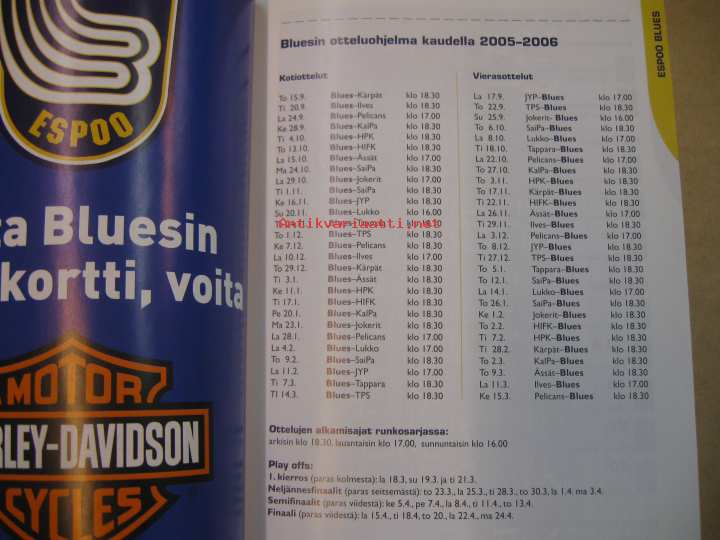 ESPOO
ta Bluesin
kortti, voita
MOTOR
RLEY-DAVIDSON
CYCLES
ESPOO BLUES
Bluesin otteluohjelma kaudella 2005-2006
Kotiottelut
To 15.9. Blues–Kärpät klo 18.30
Ti 20.9. Blues–Ilves klo 18.30
La 24.9. Blues–Pelicans klo 17.00
Ke 28.9. Blues–KalPa klo 18.30
Ti 4.10. Blues–HPK klo 18.30
To 13.10. Blues–HIFK klo 18.30
La 15.10. Blues–Ässät klo 17.00
Ma 24.10. Blues–SaiPa klo 18.30
La 29.10. Blues–Jokerit klo 17.00
Ti 1.11. Blues–SaiPa klo 18.30
Ke 16.11. Blues–JYP klo 18.30
Su 20.11. Blues–Lukko klo 16.00
Antikvariaatti.net
To 1.12. Blues–TPS klo 18.30
Ke 7.12. Blues–Pelicans klo 18.30
La 10.12. Blues–Ilves klo 17.00
To 29.12. Blues–Kärpät klo 18.30
Ti 3.1. Blues–Ässät klo 18.30
Ke 11.1. Blues–HPK klo 18.30
Ti 17.1. Blues–HIFK klo 18.30
Pe 20.1. Blues–KalPa klo 18.30
Ma 23.1. Blues–Jokerit klo 18.30
La 28.1. Blues–Pelicans klo 17.00
La 4.2. Blues–Lukko klo 17.00
To 9.2. Blues–SaiPa klo 18.30
La 11.2. Blues–JYP klo 17.00
Ti 7.3. Blues–Tappara klo 18.30
TI 14.3. Blues–TPS klo 18.30
Vierasottelut
La 17.9. JYP–Blues klo 17.00
To 22.9. TPS–Blues klo 18.30
Su 25.9. Jokerit–Blues klo 16.00
To 6.10. SaiPa–Blues klo 18.30
La 8.10. Lukko–Blues klo 17.00
Ti 18.10. Tappara–Blues klo 18.30
La 22.10. Pelicans–Blues klo 17.00
To 27.10. KalPa–Blues klo 18.30
To 3.11. HPK–Blues klo 18.30
To 17.11. Kärpät–Blues klo 18.30
Ti 22.11. HIFK–Blues klo 18.30
La 26.11. Ässät–Blues klo 17.00
Ti 29.11. Ilves–Blues klo 18.30
La 3.12. Pelicans–Blues klo 17.00
To 8.12. JYP–Blues klo 18.30
Ti 27.12. TPS–Blues klo 18.30
To 5.1. Tappara–Blues klo 18.30
To 12.1. SaiPa–Blues klo 18.30
La 14.1. Lukko–Blues klo 17.00
To 26.1. SaiPa–Blues klo 18.30
Ke 1.2. Jokerit–Blues klo 18.30
To 2.2. HIFK–Blues klo 18.30
Ti 7.2. HPK–Blues klo 18.30
Ti 28.2. Kärpät–Blues klo 18.30
To 2.3. KalPa–Blues klo 18.30
To 9.3. Ässät–Blues klo 18.30
La 11.3. Ilves–Blues klo 17.00
Ke 15.3. Pelicans–Blues klo 18.30
Ottelujen alkamisajat runkosarjassa:
arkisin klo 18.30, lauantaisin klo 17.00, sunnuntaisin klo 16.00
Play offs:
1. kierros (paras kolmesta): la 18.3, su 19.3. ja ti 21.3.
Neljännesfinaalit (paras seitsemästä): to 23.3., la 25.3., ti 28.3., to 30.3, la 1.4. ma 3.4.
Semifinaalit (paras viidestä): ke 5.4., pe 7.4., la 8.4., ti 11.4., to 13.4.
Finaali (paras viidestä): la 15.4., ti 18.4, to 20., la 22.4., ma 24.4.